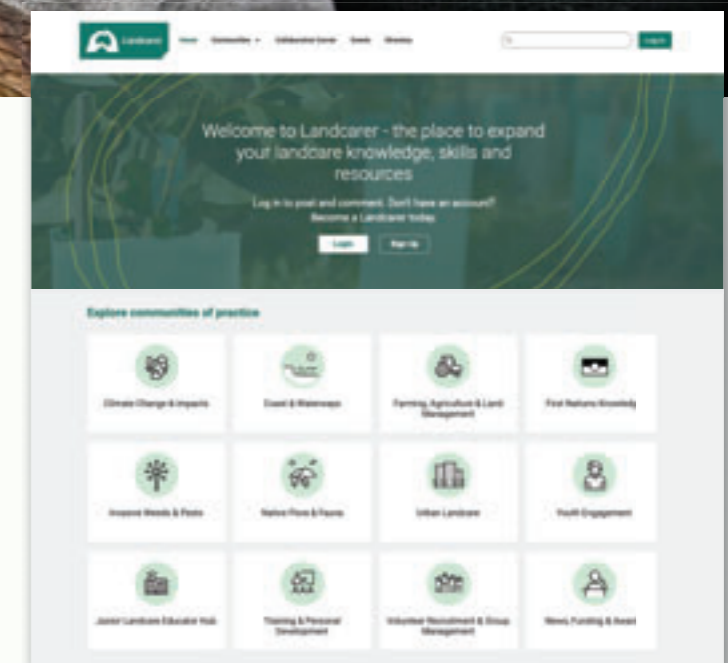 Landcarer
Home Communities Collaboration Corner Events Directory
Log In
Welcome to Landcarer - the place to expand
your landcare knowledge, skills and
resources
Log in to post and comment. Don't have an account?
Become a Landcarer today.
Login Sign Up
Explore communities of practice
Climate Change & Impacts
Coast & Waterways
Farming, Agriculture & Land
Management
First Nations Knowledg
Invasive Weeds & Pests
Native Flora & Fauna
Urban Landcare
Youth Engagement
Junior Landcare Educator Hub
Training & Personal
Development
Volunteer Recruitment & Group
Management
News, Funding & Award